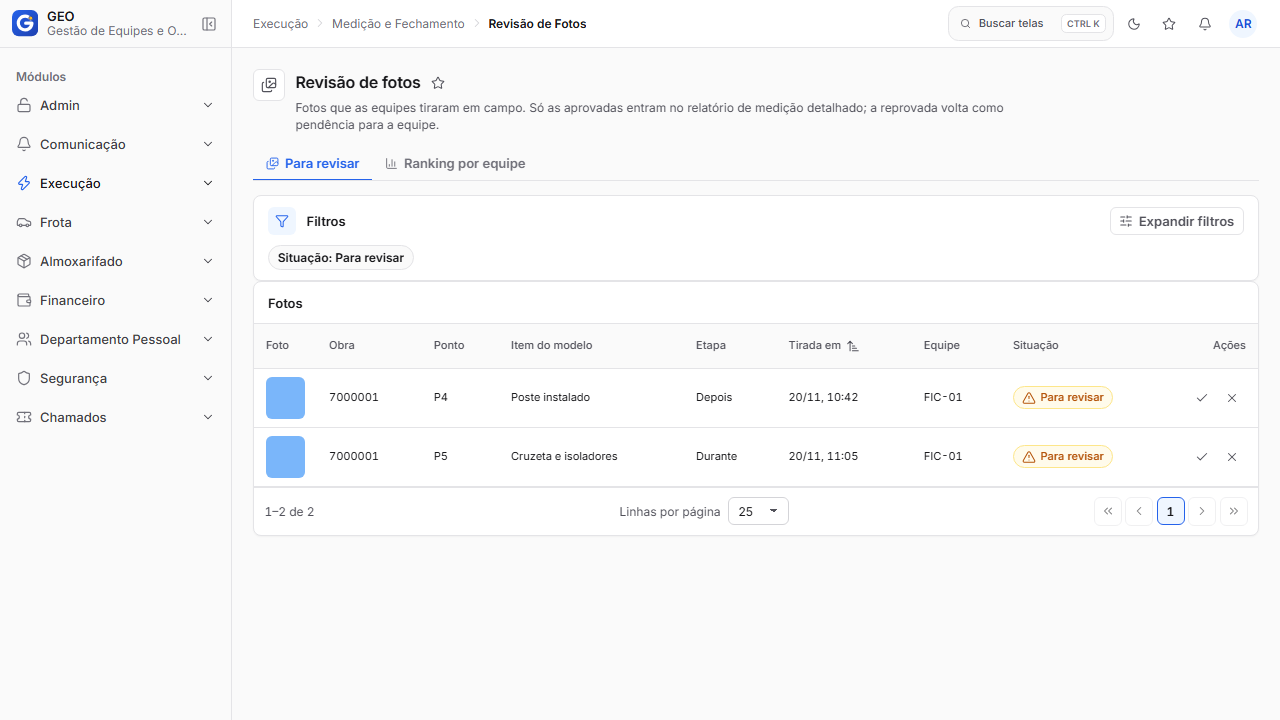 GEO
Gestão de Equipes e O...
Execução
Medição e Fechamento
Revisão de Fotos
Buscar telas
CTRL K
AR
Módulos
Admin
Comunicação
Execução
Frota
Almoxarifado
Financeiro
Departamento Pessoal
Segurança
Chamados
Revisão de fotos
Fotos que as equipes tiraram em campo. Só as aprovadas entram no relatório de medição detalhado; a reprovada volta como
pendência para a equipe.
Para revisar
Ranking por equipe
Filtros
Expandir filtros
Situação: Para revisar
Fotos
Foto Obra Ponto Item do modelo Etapa Tirada em Equipe Situação Ações
7000001 P4 Poste instalado Depois 20/11, 10:42 FIC-01 Para revisar
7000001 P5 Cruzeta e isoladores Durante 20/11, 11:05 FIC-01 Para revisar
1–2 de 2
Linhas por página 25
1